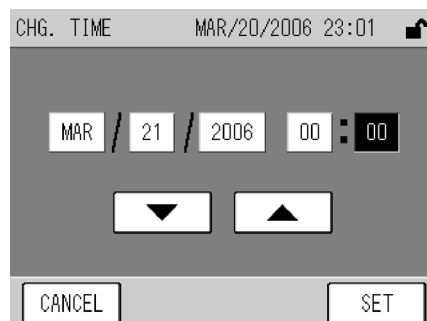 CHG. TIME MAR/20/2006 23:01
MAR / 21 / 2006 00 : 00
CANCEL SET